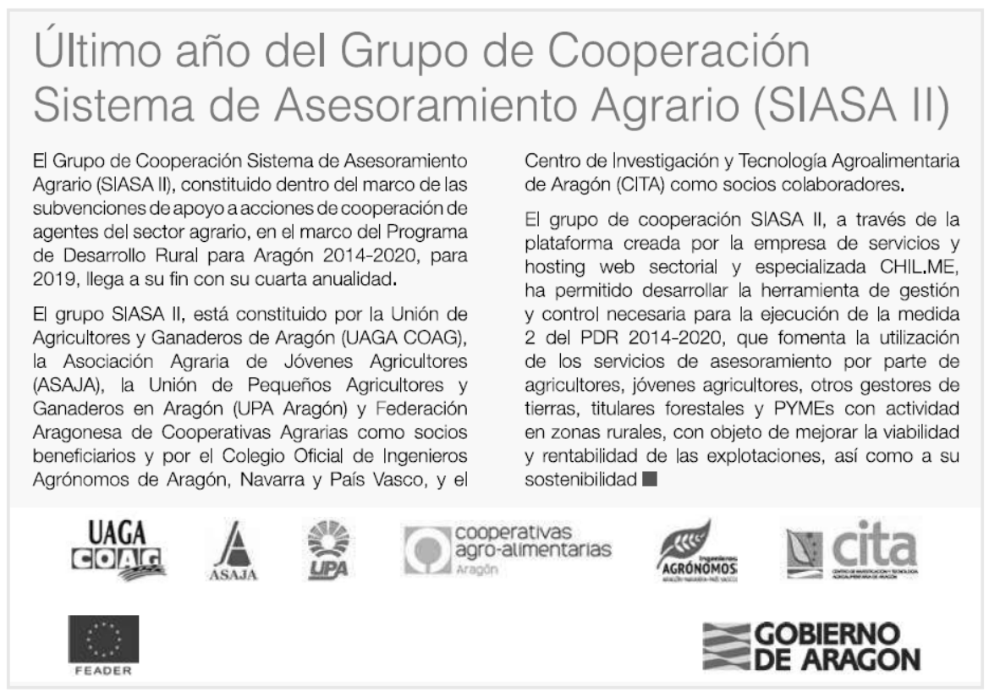 Último año del Grupo de Cooperación
Sistema de Asesoramiento Agrario (SIASA II)
El Grupo de Cooperación Sistema de Asesoramiento
Agrario (SIASA II), constituido dentro del marco de las
subvenciones de apoyo a acciones de cooperación de
agentes del sector agrario, en el marco del Programa
de Desarrollo Rural para Aragón 2014-2020, para
2019, llega a su fin con su cuarta anualidad.
El grupo SIASA II, está constituido por la Unión de
Agricultores y Ganaderos de Aragón (UAGA COAG),
la Asociación Agraria de Jóvenes Agricultores
(ASAJA), la Unión de Pequeños Agricultores y
Ganaderos en Aragón (UPA Aragón) y Federación
Aragonesa de Cooperativas Agrarias como socios
beneficiarios y por el Colegio Oficial de Ingenieros
Agrónomos de Aragón, Navarra y País Vasco, y el
Centro de Investigación y Tecnología Agroalimentaria
de Aragón (CITA) como socios colaboradores.
El grupo de cooperación SIASA II, a través de la
plataforma creada por la empresa de servicios y
hosting web sectorial y especializada CHIL.ME,
ha permitido desarrollar la herramienta de gestión
y control necesaria para la ejecución de la medida
2 del PDR 2014-2020, que fomenta la utilización
de los servicios de asesoramiento por parte de
agricultores, jóvenes agricultores, otros gestores de
tierras, titulares forestales y PYMEs con actividad
en zonas rurales, con objeto de mejorar la viabilidad
y rentabilidad de las explotaciones, así como a su
sostenibilidad
UAGA
COAG
ASAJA
UPA
cooperativas
agro-alimentarias
Aragón
Ingenieros
AGRÓNOMOS
ARAGÓN NAVARRA PAÍS VASCO
cita
CENTRO DE INVESTIGACIÓN Y TECNOLOGÍA
AGROALIMENTARIA DE ARAGÓN
FEADER
GOBIERNO
DE ARAGON